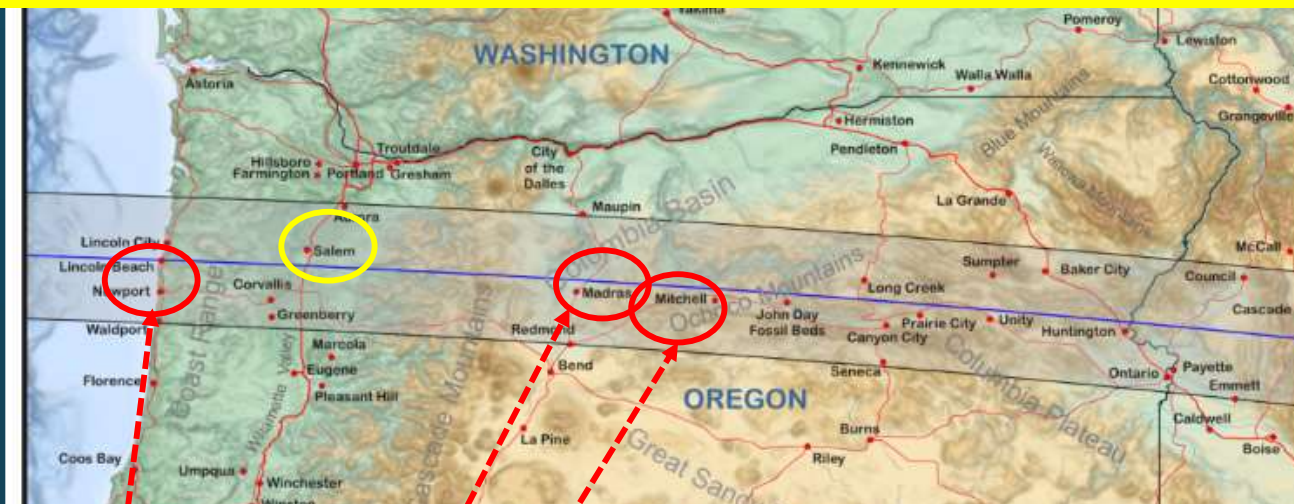 Yakima
Pomeroy
Lewiston
WASHINGTON
Kennewick
Walla Walla
Cottonwood
Astoria
Grangeville
Hermiston
Blue Mountains
Troutdale
Pendleton
Hillsboro
City
of the
Dalles
Farmington
Portland
Gresham
Wallowa Mountains
La Grande
Aurora
Maupin
Columbia Basin
Lincoln City
Salem
McCall
Lincoln Beach
Sumpter
Baker City
Council
Newport
Corvallis
Madras
Mitchell
Ochoco Mountains
Long Creek
Cascade
Coast Range
Greenberry
John Day
Fossil Beds
Prairie City
Unity
Waldport
Redmond
Canyon City
Huntington
Marcola
Cascade Mountains
Willamette Valley
Eugene
Bend
Seneca
Columbia Plateau
Ontario
Payette
Emmett
Florence
Pleasant Hill
OREGON
Caldwell
La Pine
Burns
Boise
Coos Bay
Umpqua
Great Sand
Riley
Winchester
Winston